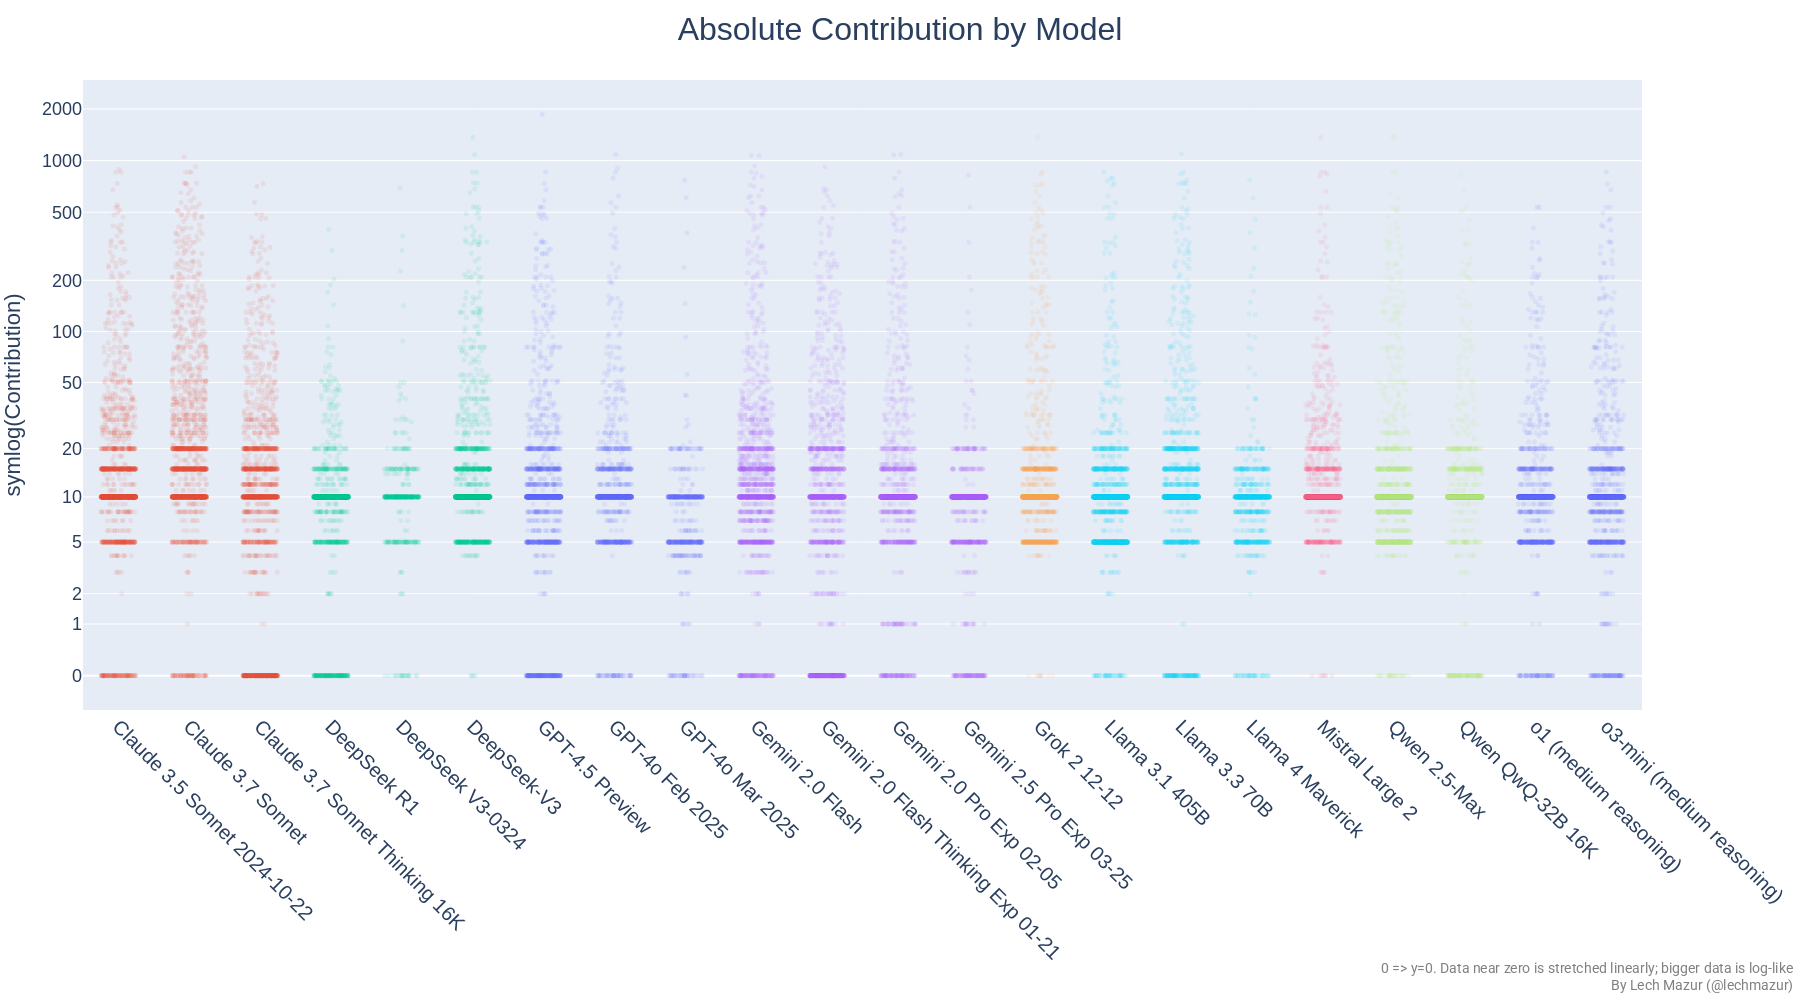 Absolute Contribution by Model
symlog(Contribution)
2000
1000
500
200
100
50
20
10
5
2
1
0
Claude 3.5 Sonnet 2024-10-22
Claude 3.7 Sonnet
Claude 3.7 Sonnet Thinking 16K
DeepSeek R1
DeepSeek V3-0324
DeepSeek-V3
GPT-4.5 Preview
GPT-4o Feb 2025
GPT-4o Mar 2025
Gemini 2.0 Flash
Gemini 2.0 Flash Thinking Exp 01-21
Gemini 2.0 Pro Exp 02-05
Gemini 2.5 Pro Exp 03-25
Grok 2 12-12
Llama 3.1 405B
Llama 3.3 70B
Llama 4 Maverick
Mistral Large 2
Qwen 2.5-Max
Qwen QwQ-32B 16K
o1 (medium reasoning)
o3-mini (medium reasoning)
0 => y=0. Data near zero is stretched linearly; bigger data is log-like
By Lech Mazur (@lechmazur)